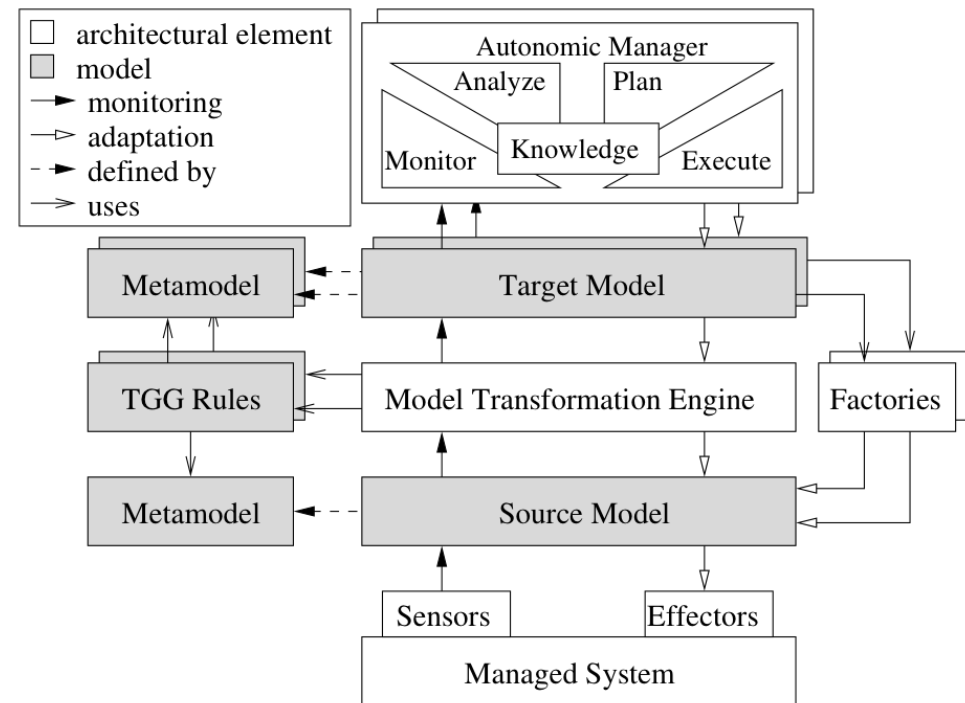 architectural element
model
monitoring
adaptation
defined by
uses
Autonomic Manager
Analyze
Plan
Monitor
Knowledge
Execute
Metamodel
Target Model
TGG Rules
Model Transformation Engine
Factories
Metamodel
Source Model
Sensors
Effectors
Managed System